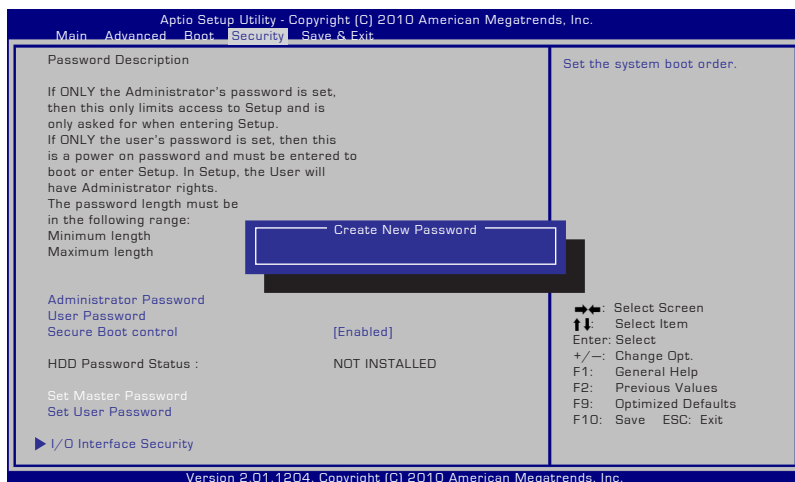 Aptio Setup Utility - Copyright (C) 2010 American Megatrends, Inc.
Main Advanced Boot Security Save & Exit
Password Description
If ONLY the Administrator's password is set,
then this only limits access to Setup and is
only asked for when entering Setup.
If ONLY the user's password is set, then this
is a power on password and must be entered to
boot or enter Setup. In Setup, the User will
have Administrator rights.
The password length must be
in the following range:
Minimum length
Maximum length
Create New Password
Administrator Password
User Password
Secure Boot control [Enabled]
HDD Password Status : NOT INSTALLED
Set Master Password
Set User Password
I/O Interface Security
Set the system boot order.
→←: Select Screen
↑↓: Select Item
Enter: Select
+/—: Change Opt.
F1: General Help
F2: Previous Values
F9: Optimized Defaults
F10: Save ESC: Exit
Version 2.01.1204. Copyright (C) 2010 American Megatrends, Inc.